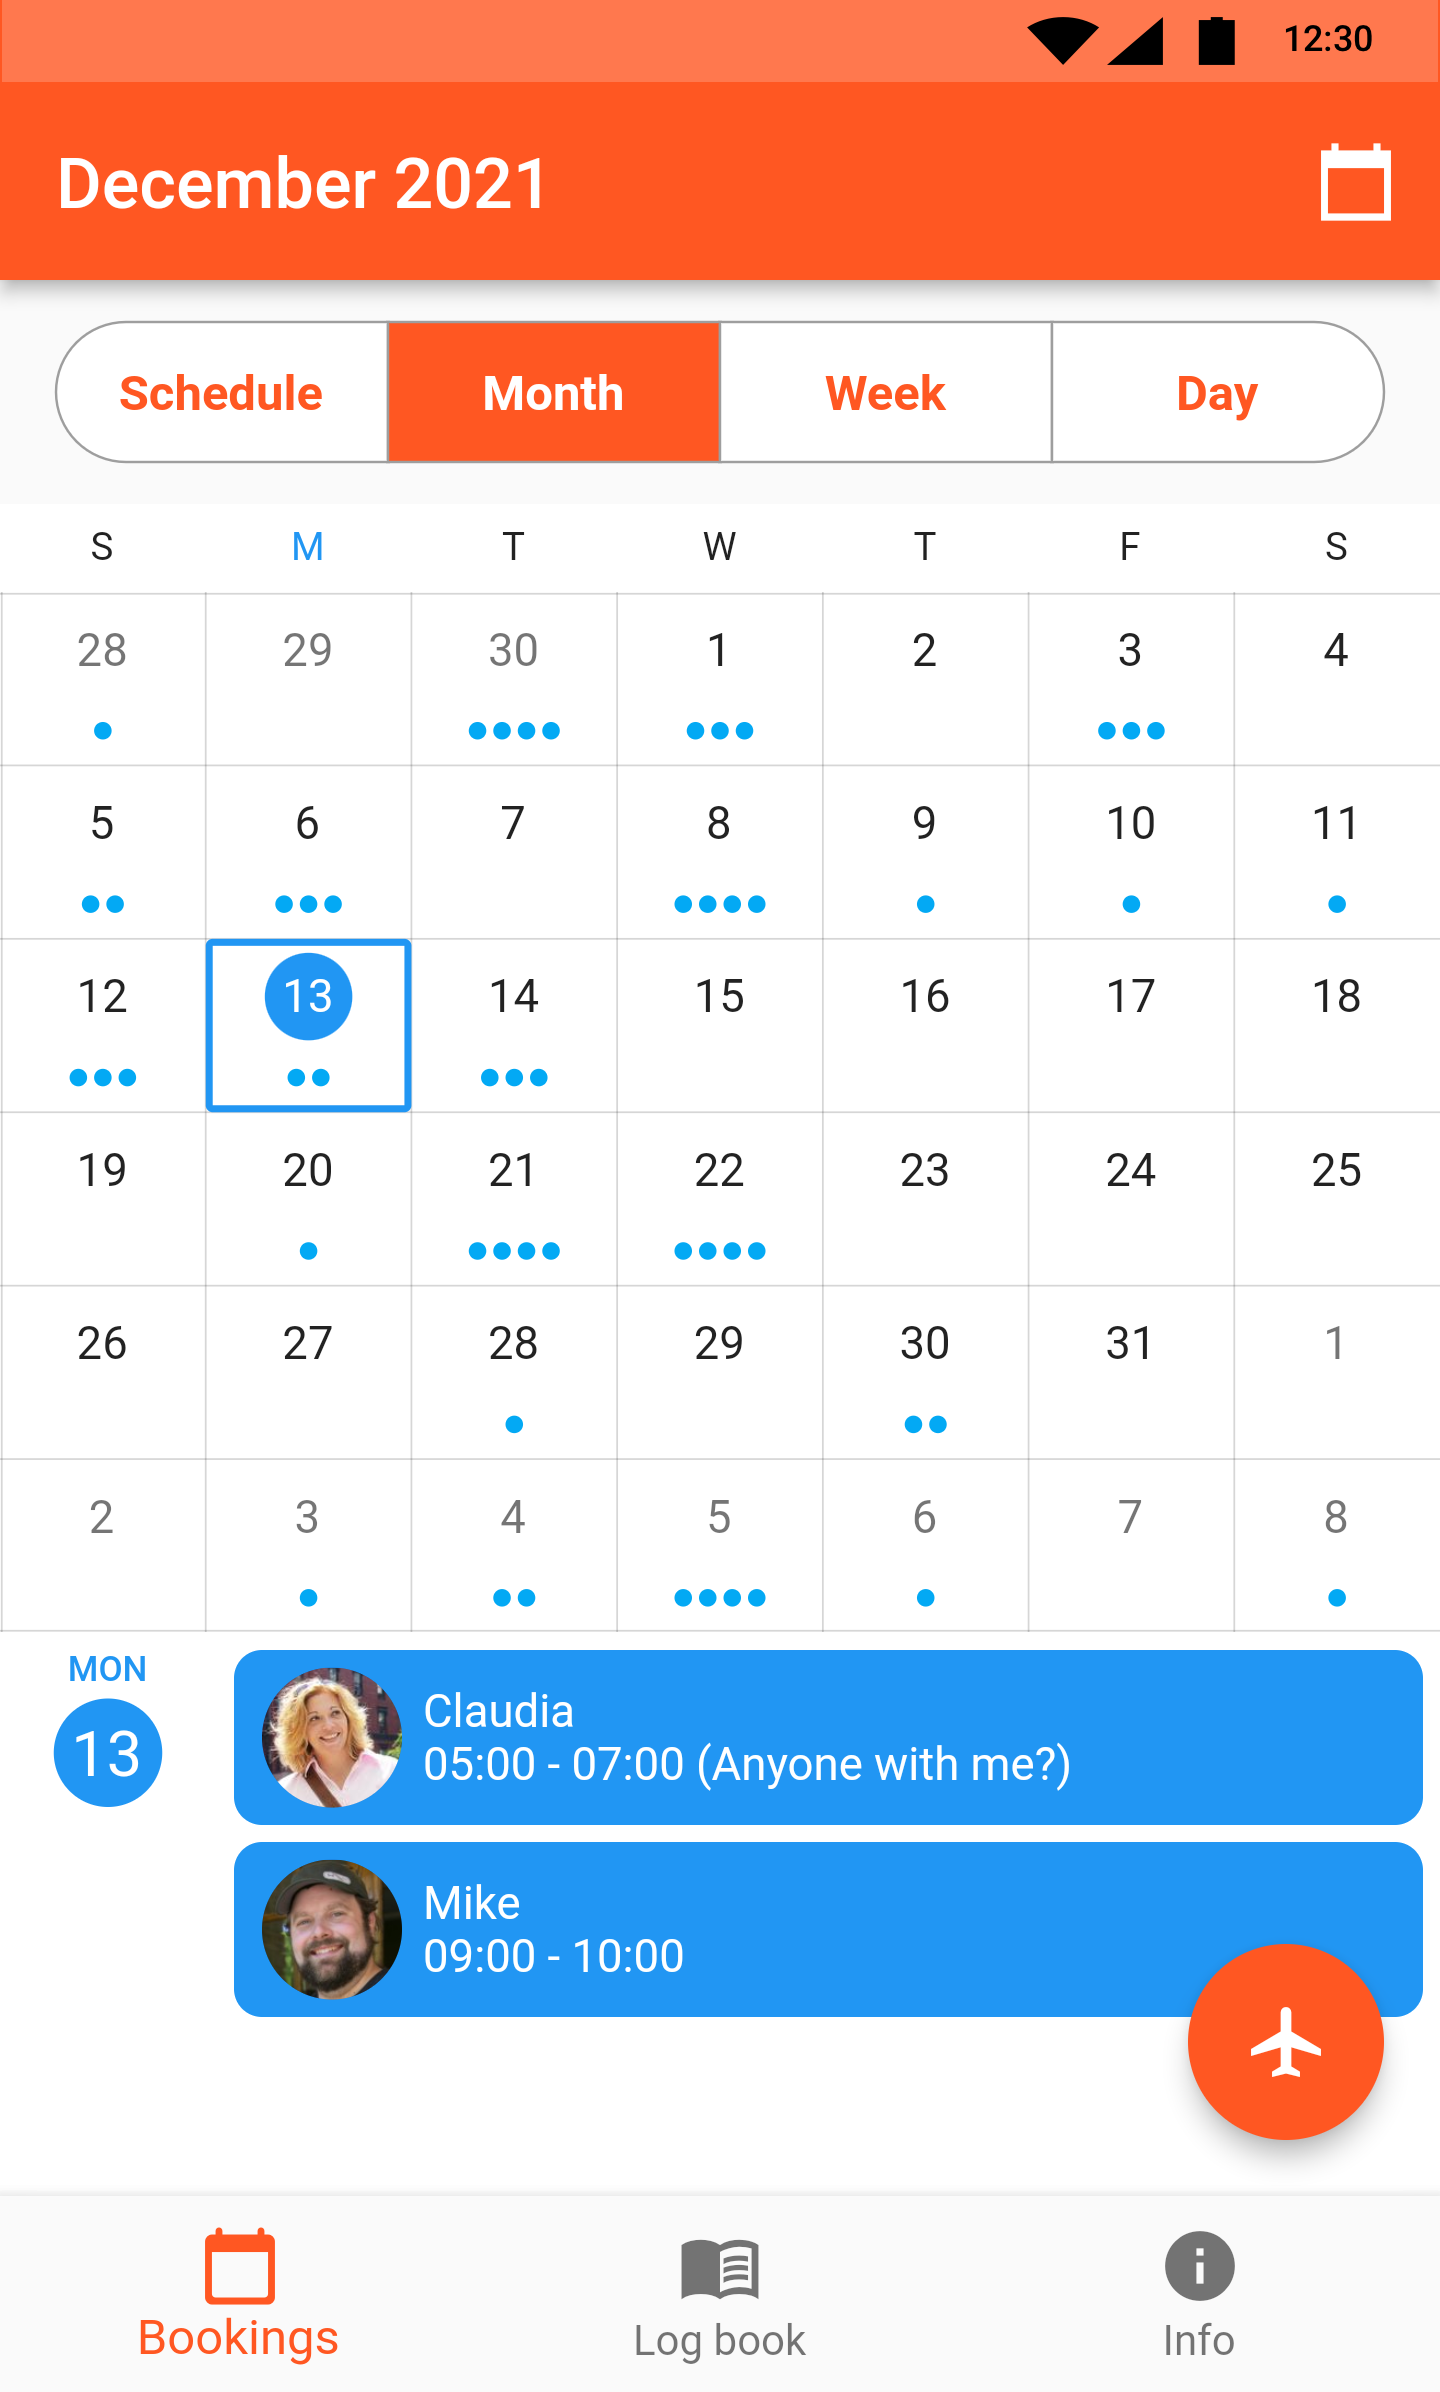 12:30
December 2021
Schedule Month Week Day
S M T W T F S
28 29 30 1 2 3 4
5 6 7 8 9 10 11
12 13 14 15 16 17 18
19 20 21 22 23 24 25
26 27 28 29 30 31 1
2 3 4 5 6 7 8
MON
13
Claudia
05:00 - 07:00 (Anyone with me?)
Mike
09:00 - 10:00
Bookings Log book Info